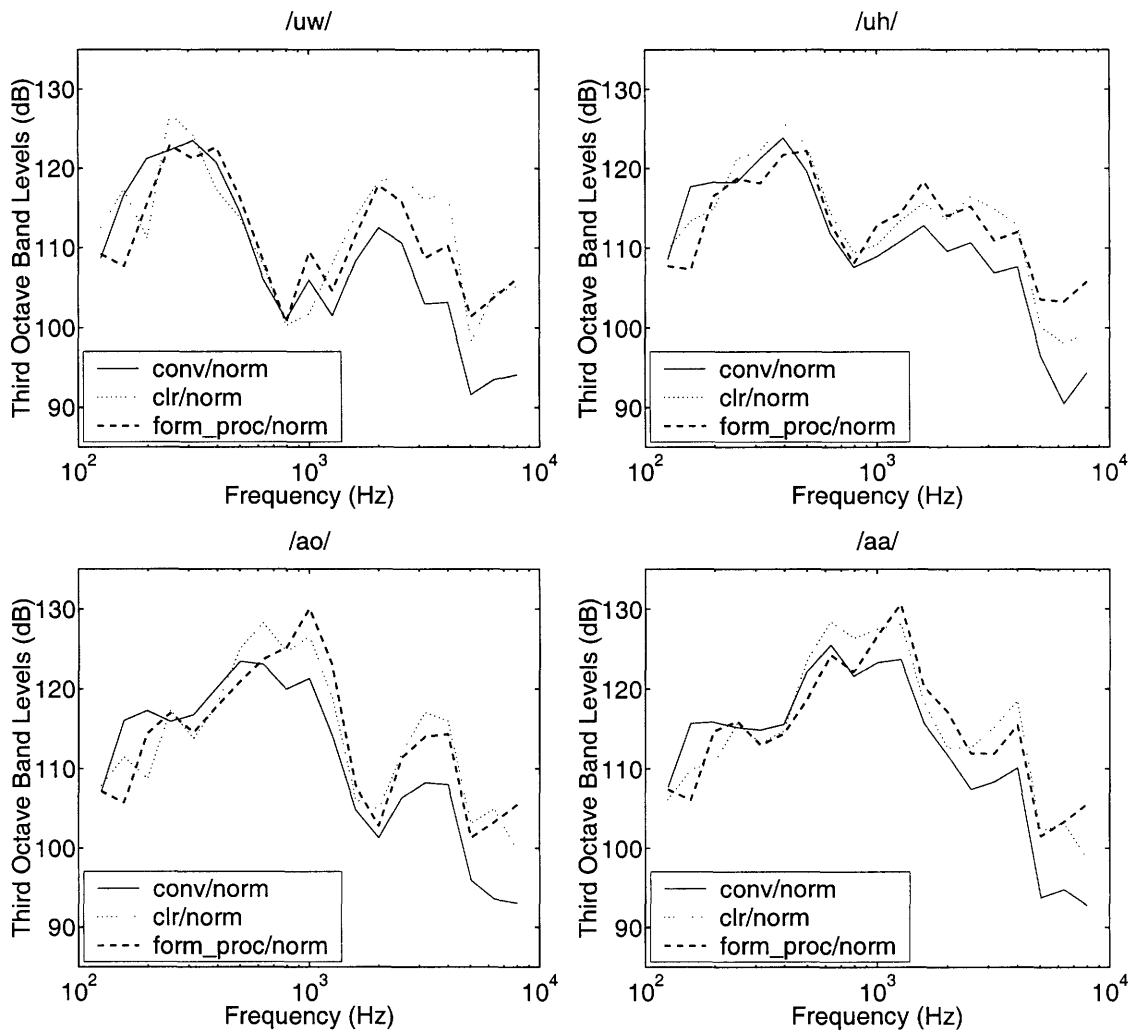 /uw/
Third Octave Band Levels (dB)
130
120
110
100
90
conv/norm
clr/norm
form_proc/norm
10^2
10^3
10^4
Frequency (Hz)
/uh/
Third Octave Band Levels (dB)
130
120
110
100
90
conv/norm
clr/norm
form_proc/norm
10^2
10^3
10^4
Frequency (Hz)
/ao/
Third Octave Band Levels (dB)
130
120
110
100
90
conv/norm
clr/norm
form_proc/norm
10^2
10^3
10^4
Frequency (Hz)
/aa/
Third Octave Band Levels (dB)
130
120
110
100
90
conv/norm
clr/norm
form_proc/norm
10^2
10^3
10^4
Frequency (Hz)